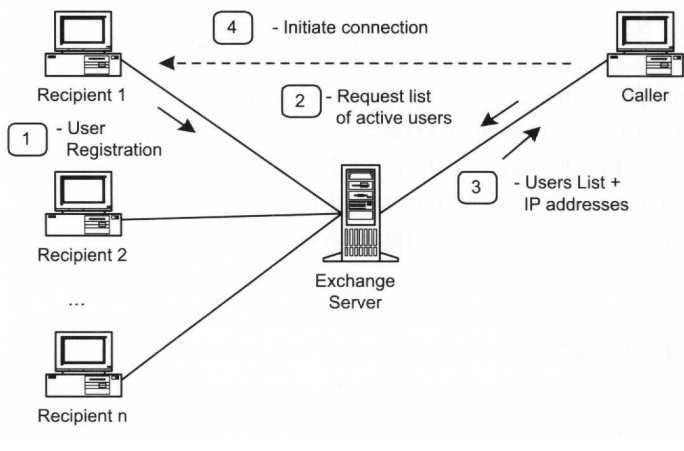 4 - Initiate connection
Recipient 1
Caller
2 - Request list
of active users
1 - User
Registration
3 - Users List +
IP addresses
Recipient 2
Exchange
Server
...
Recipient n